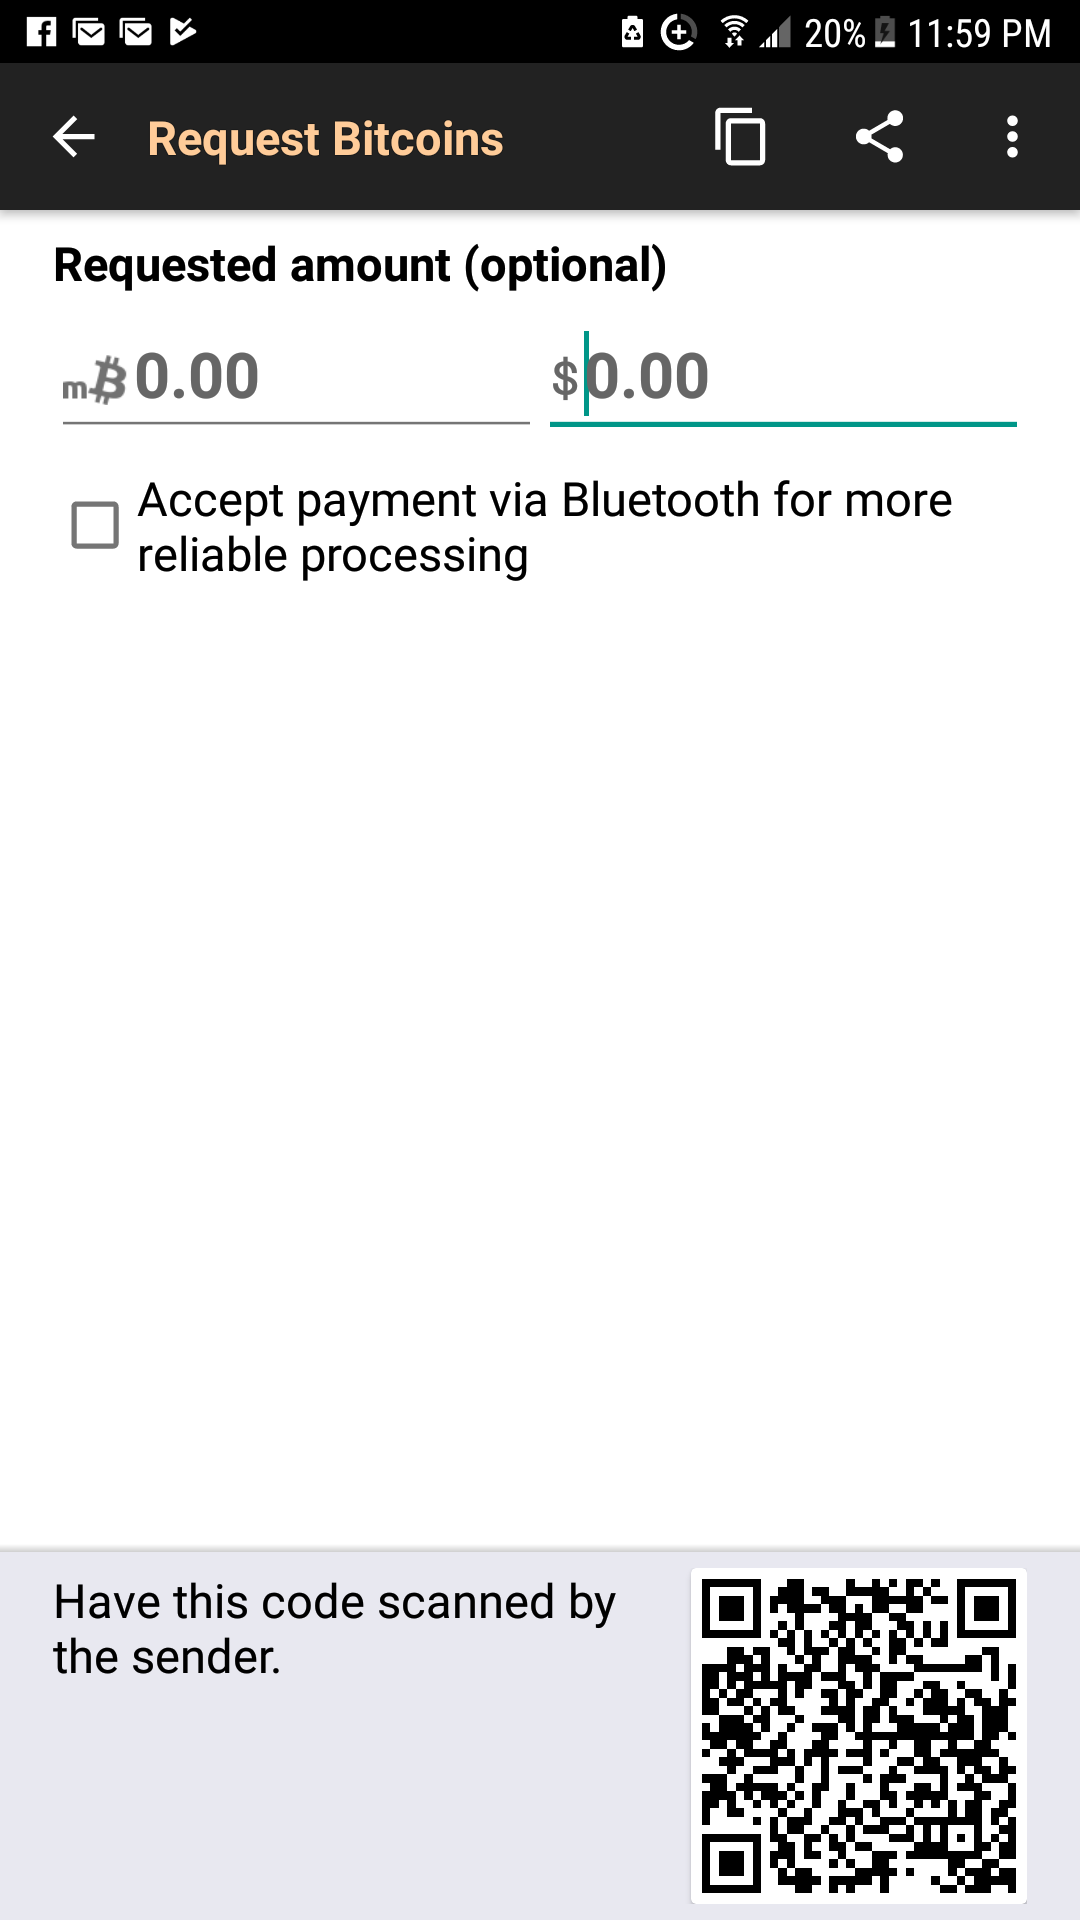 20% 11:59 PM
Request Bitcoins
Requested amount (optional)
m₿0.00 $0.00
Accept payment via Bluetooth for more
reliable processing
Have this code scanned by
the sender.